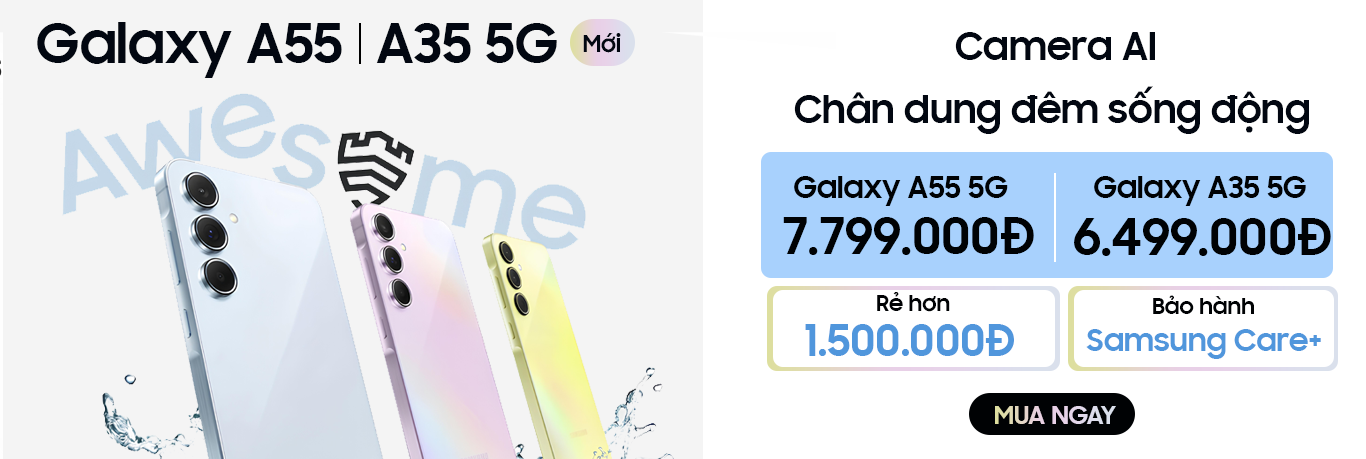 Galaxy A55 | A35 5G Mới
Awesome
Camera AI
Chân dung đêm sống động
Galaxy A55 5G
7.799.000Đ
Galaxy A35 5G
6.499.000Đ
Rẻ hơn
1.500.000Đ
Bảo hành
Samsung Care+
MUA NGAY